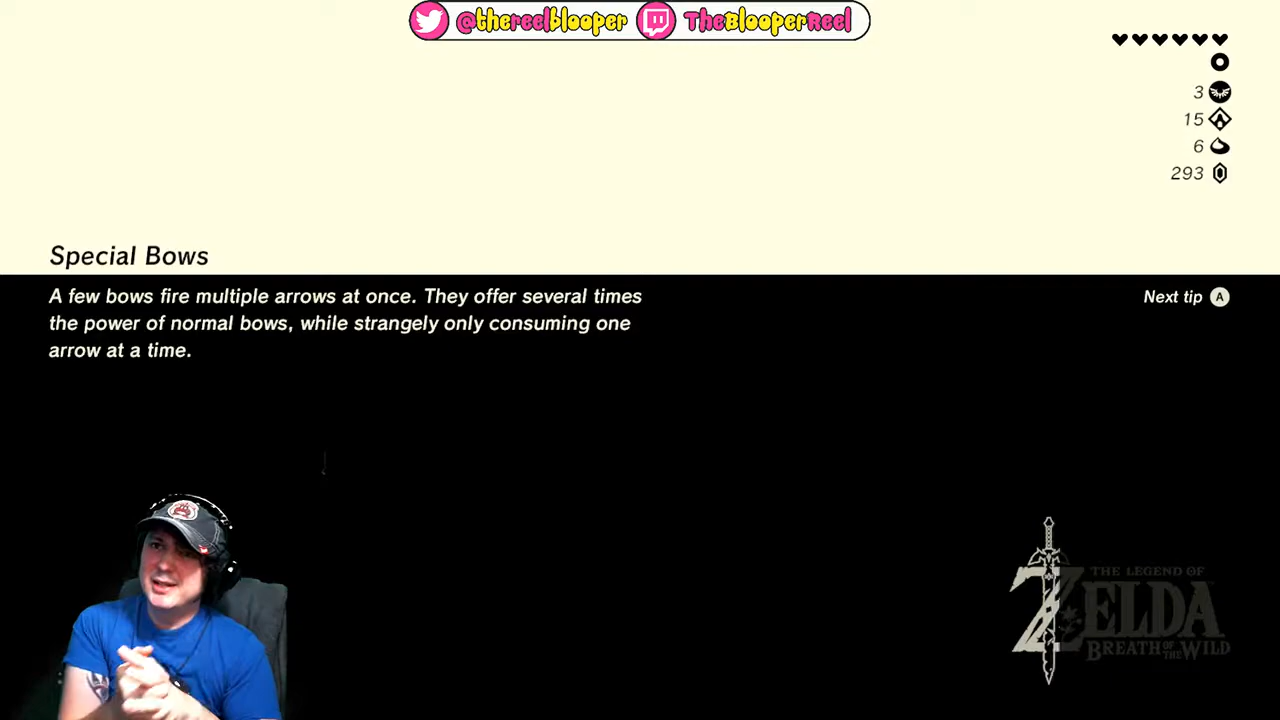 @thereelblooper TheBlooperReel
3
15
6
293
Special Bows
A few bows fire multiple arrows at once. They offer several times
the power of normal bows, while strangely only consuming one
arrow at a time.
Next tip A
THE LEGEND OF
ZELDA
BREATH OF THE WILD